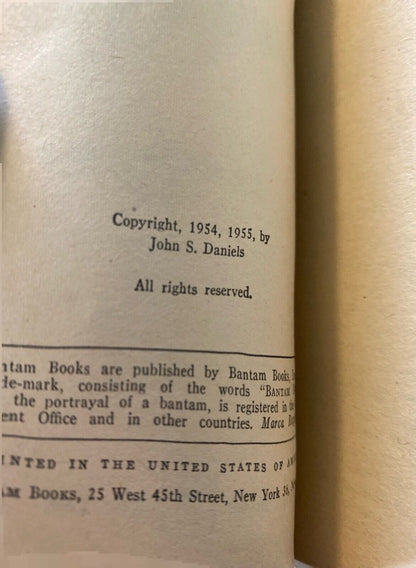 Copyright, 1954, 1955, by
John S. Daniels
All rights reserved.
ntam Books are published by Bantam Books,
de-mark, consisting of the words "BANTAM
the portrayal of a bantam, is registered in the
ent Office and in other countries. Marca
INTED IN THE UNITED STATES OF
AM BOOKS, 25 West 45th Street, New York 36,